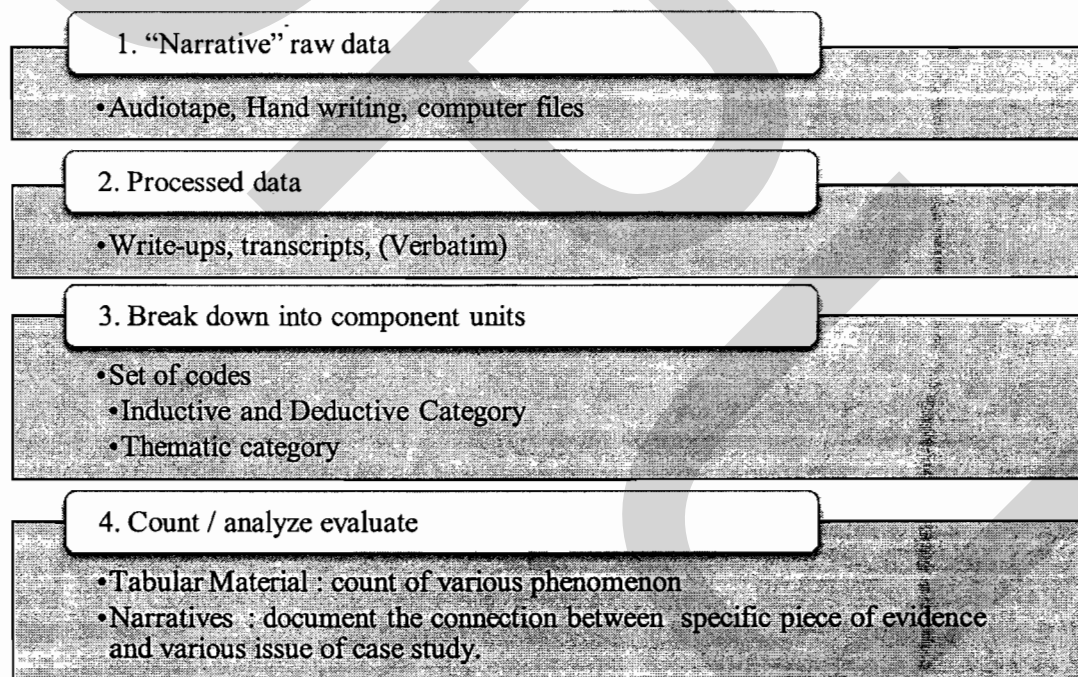 1. “Narrative” raw data
•Audiotape, Hand writing, computer files
2. Processed data
•Write-ups, transcripts, (Verbatim)
3. Break down into component units
•Set of codes
•Inductive and Deductive Category
•Thematic category
4. Count / analyze evaluate
•Tabular Material : count of various phenomenon
•Narratives : document the connection between specific piece of evidence
and various issue of case study.